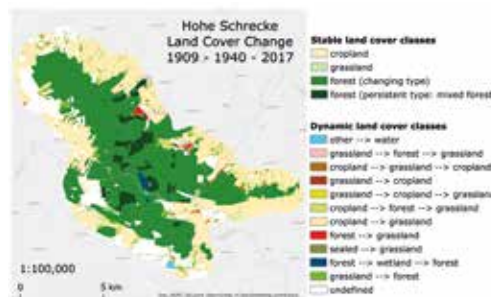 Hohe Schrecke
Land Cover Change
1909 - 1940 - 2017
1:100,000
0
5 km
Stable land cover classes
cropland
grassland
forest (changing type)
forest (persistent type: mixed forest
Dynamic land cover classes
other --> water
grassland --> forest --> grassland
cropland --> grassland --> cropland
grassland --> cropland
grassland --> cropland --> grassland
cropland --> forest --> grassland
cropland --> grassland
forest --> grassland
sealed --> grassland
forest --> wetland --> forest
grassland --> forest
undefined